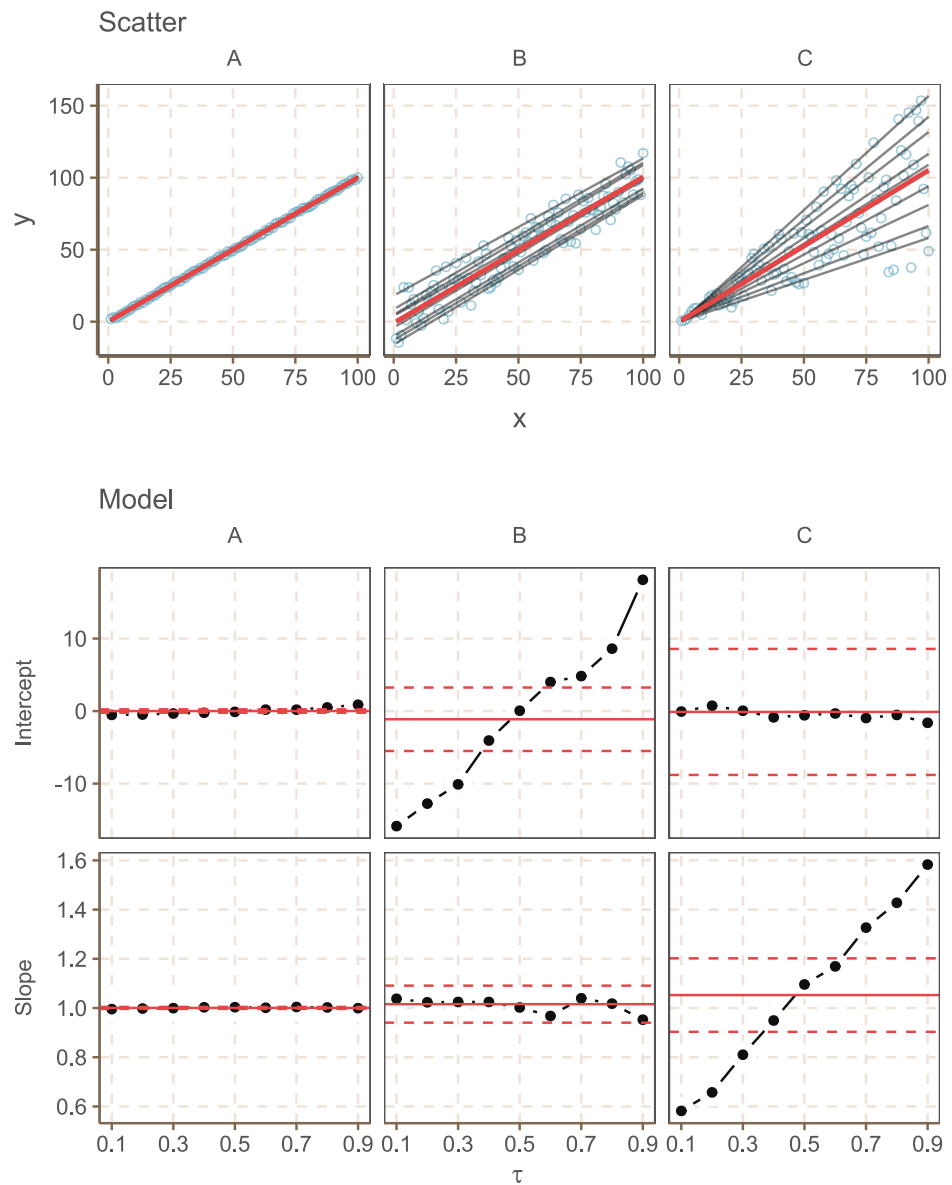 Scatter
A B C
150
100
50
0
y
0 25 50 75 100 0 25 50 75 100 0 25 50 75 100
x
Model
A B C
10
0
-10
Intercept
1.6
1.4
1.2
1.0
0.8
0.6
Slope
0.1 0.3 0.5 0.7 0.9 0.1 0.3 0.5 0.7 0.9 0.1 0.3 0.5 0.7 0.9
τ